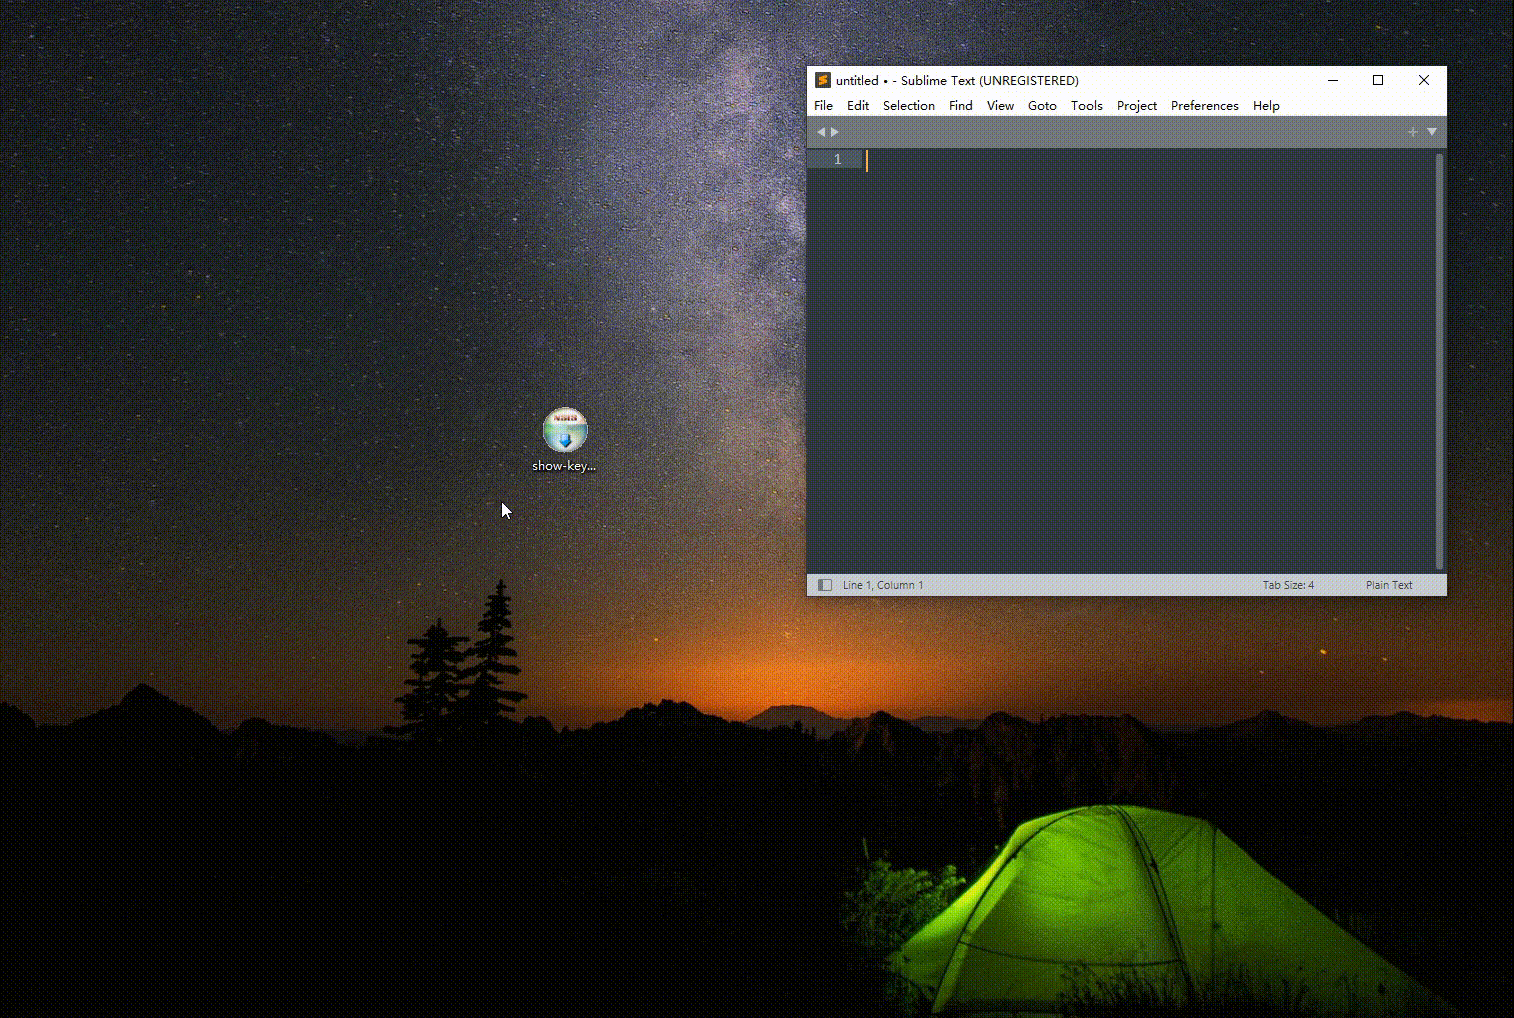 untitled • - Sublime Text (UNREGISTERED)
File Edit Selection Find View Goto Tools Project Preferences Help
1
show-key...
Line 1, Column 1 Tab Size: 4 Plain Text